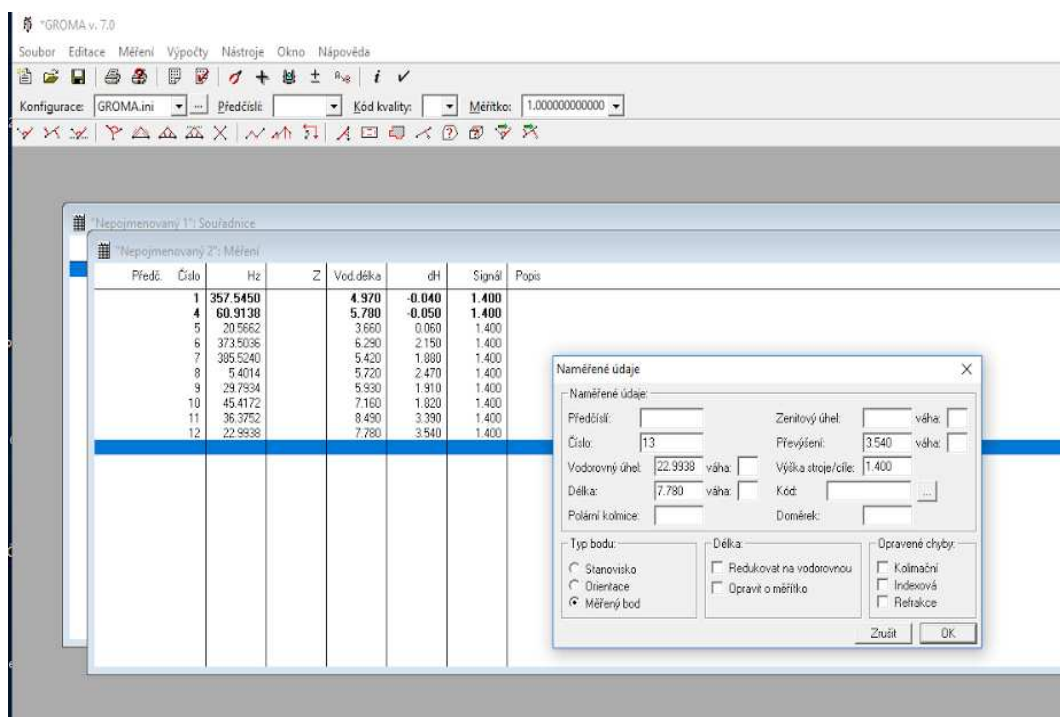 *GROMA v. 7.0
Soubor Editace Měření Výpočty Nástroje Okno Nápověda
Konfigurace: GROMA.ini ... Předčíslí: Kód kvality: Měřítko: 1.000000000000
"Nepojmenovaný 1": Souřadnice
"Nepojmenovaný 2": Měření
Předč. Číslo Hz Z Vod.délka dH Signál Popis
1 357.5450 4.970 -0.040 1.400
4 60.9138 5.780 -0.050 1.400
5 20.5662 3.660 0.060 1.400
6 373.5036 6.290 2.150 1.400
7 385.5240 5.420 1.880 1.400
8 5.4014 5.720 2.470 1.400
9 29.7934 5.930 1.910 1.400
10 45.4172 7.160 1.820 1.400
11 36.3752 8.490 3.390 1.400
12 22.9938 7.780 3.540 1.400
Naměřené údaje
Naměřené údaje:
Předčíslí: Zenitový úhel: váha:
Číslo: 13 Převýšení: 3.540 váha:
Vodorovný úhel: 22.9938 váha: Výška stroje/cíle: 1.400
Délka: 7.780 váha: Kód: ...
Polární kolmice: Doměrek:
Typ bodu: Délka: Opravené chyby:
Stanovisko Redukovat na vodorovnou Kolimační
Orientace Opravit o měřítko Indexová
Měřený bod Refrakce
Zrušit OK